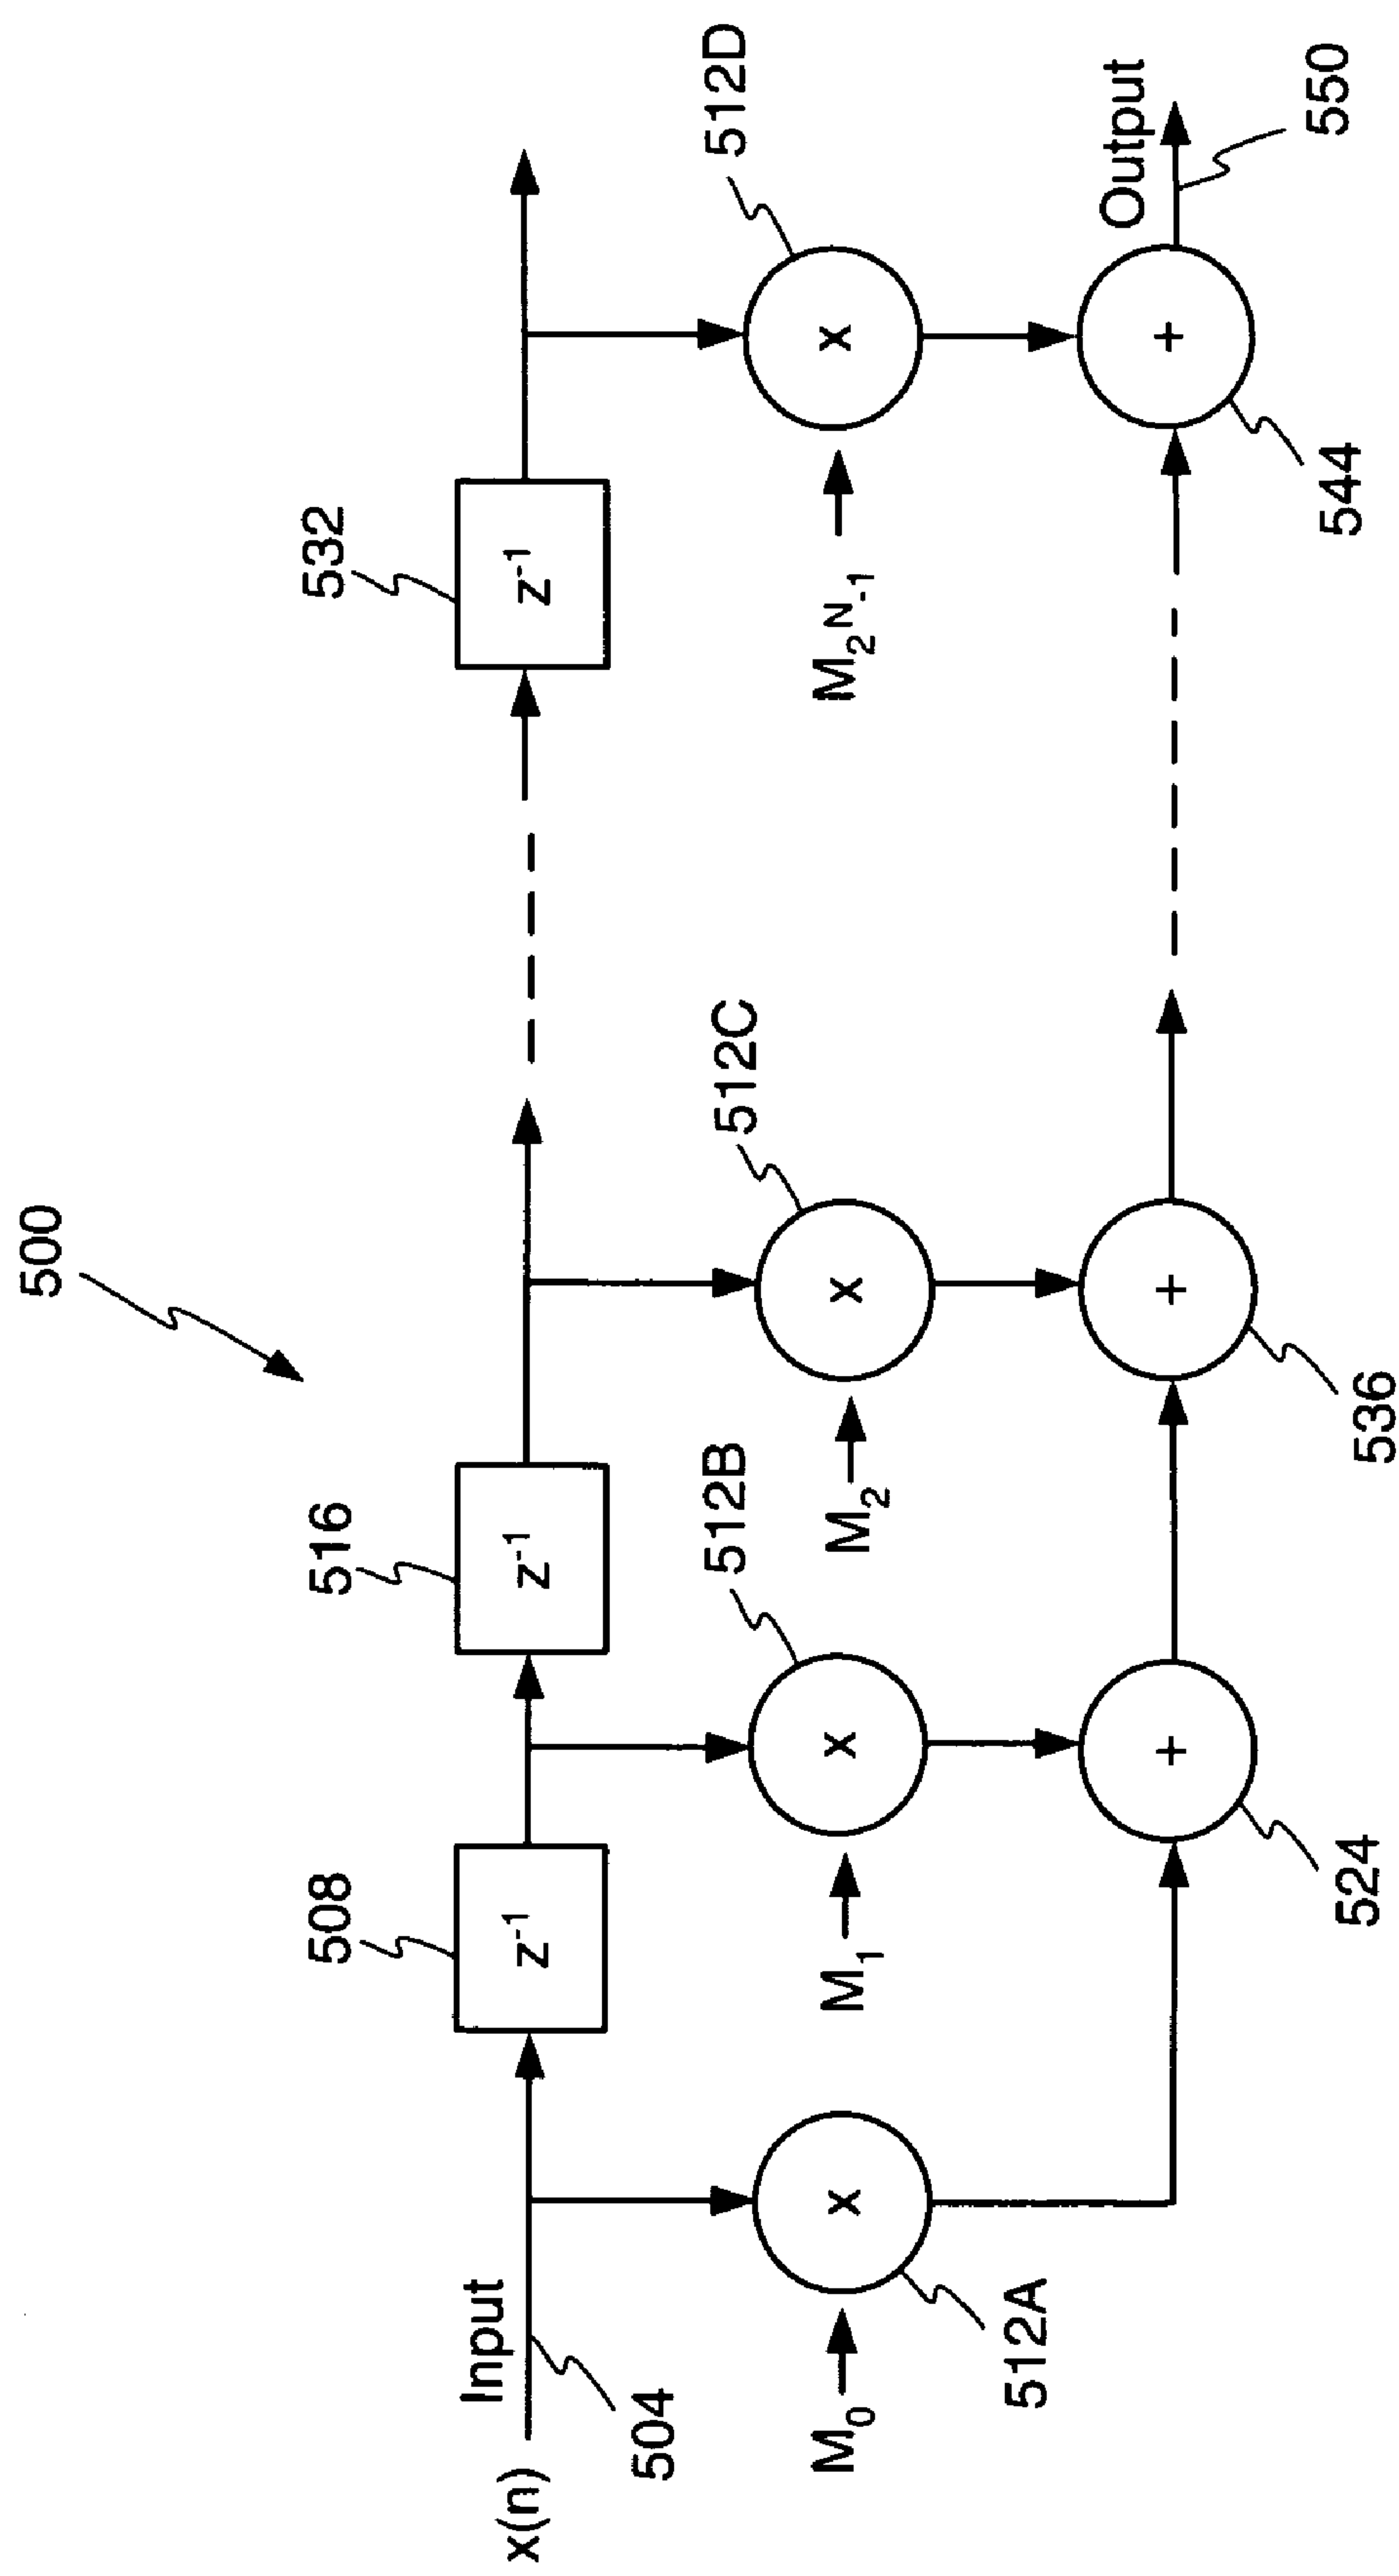 500
508
516
532
z⁻¹
z⁻¹
z⁻¹
x(n)
Input
504
512B
512C
512D
M₀
x
M₁
x
M₂
x
M₂ᴺ₋₁
x
512A
+
+
+
Output
524
536
544
550